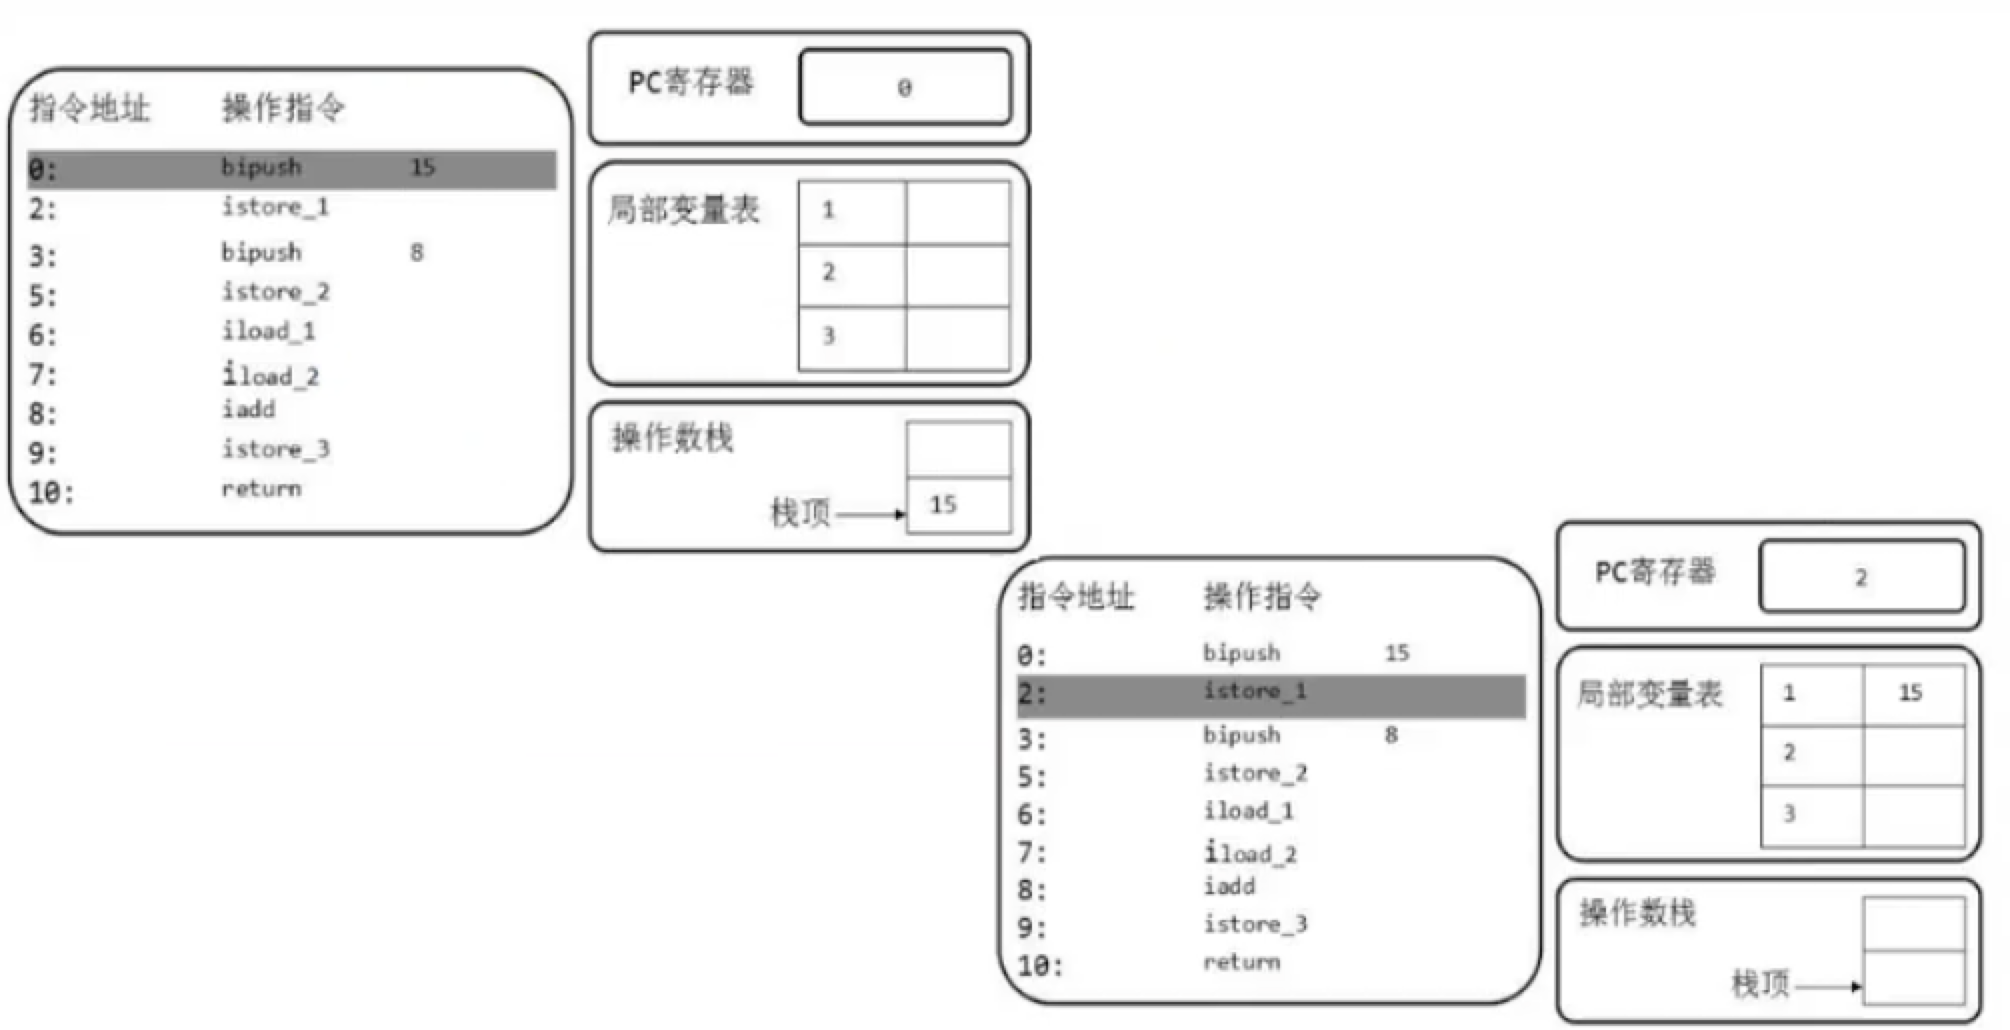 指令地址 操作指令
0: bipush 15
2: istore_1
3: bipush 8
5: istore_2
6: iload_1
7: iload_2
8: iadd
9: istore_3
10: return
PC寄存器 0
局部变量表 1
2
3
操作数栈
栈顶 15
指令地址 操作指令
0: bipush 15
2: istore_1
3: bipush 8
5: istore_2
6: iload_1
7: iload_2
8: iadd
9: istore_3
10: return
PC寄存器 2
局部变量表 1 15
2
3
操作数栈
栈顶